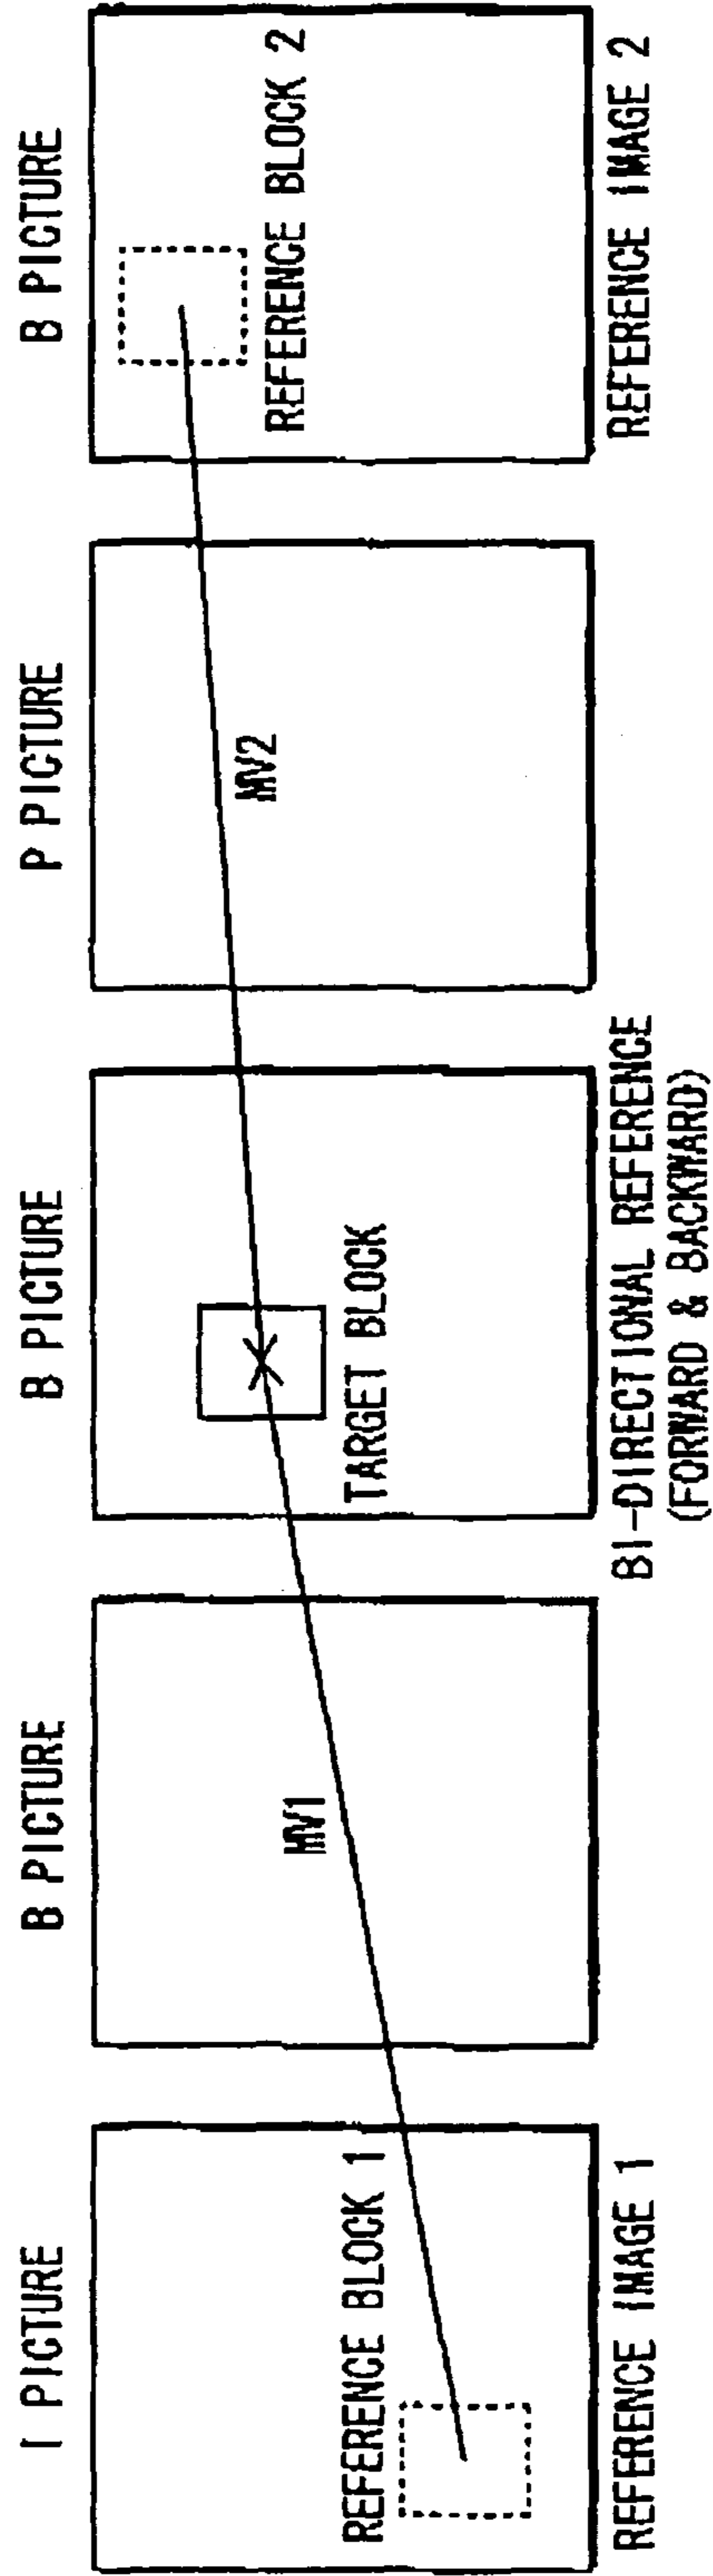 I PICTURE
B PICTURE
B PICTURE
P PICTURE
B PICTURE
REFERENCE BLOCK 1
MV1
TARGET BLOCK
MV2
REFERENCE BLOCK 2
REFERENCE IMAGE 1
BI-DIRECTIONAL REFERENCE
(FORWARD & BACKWARD)
REFERENCE IMAGE 2